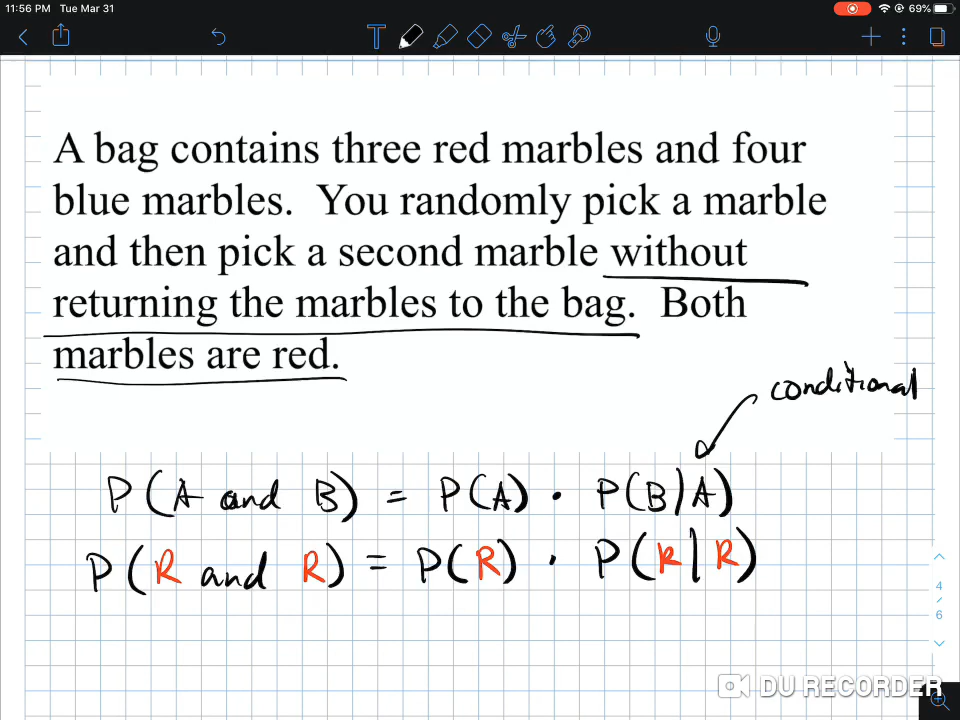 11:56 PM Tue Mar 31
69%
A bag contains three red marbles and four
blue marbles. You randomly pick a marble
and then pick a second marble without
returning the marbles to the bag. Both
marbles are red.
conditional
P(A and B) = P(A) · P(B|A)
P(R and R) = P(R) · P(R|R)
4
/
6
DU RECORDER